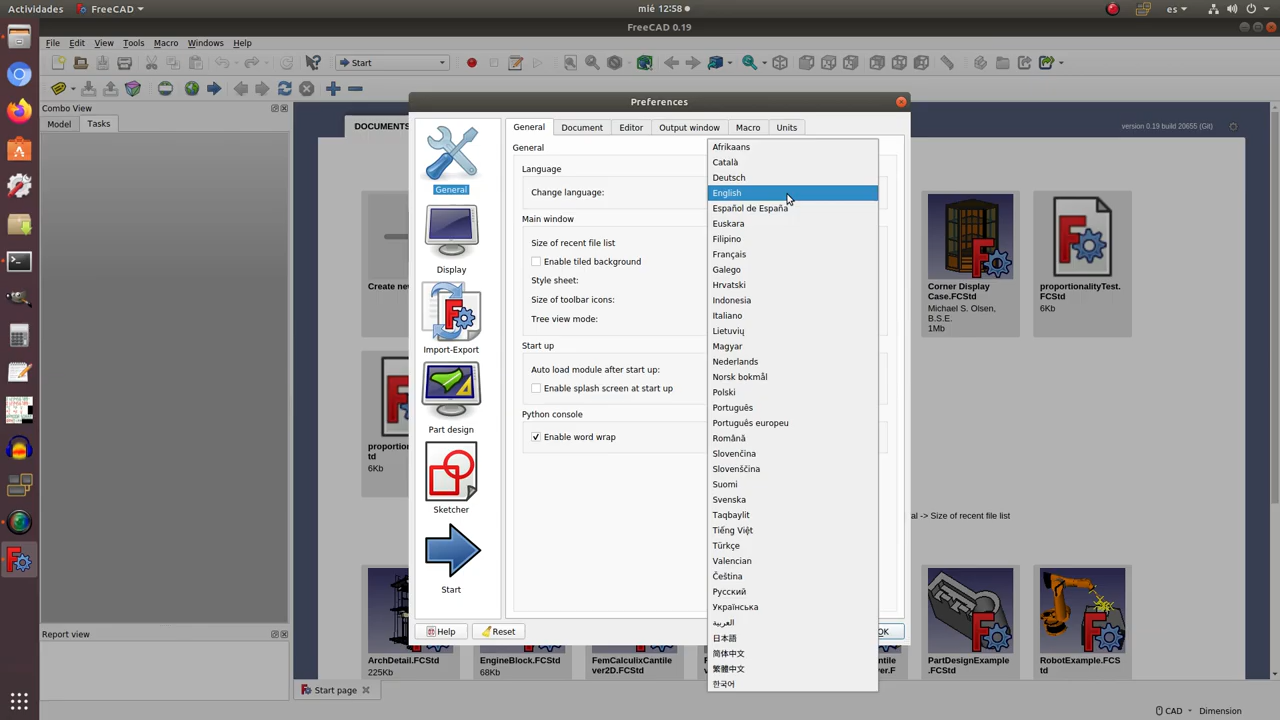 Actividades
FreeCAD
mié 12:58
es
FreeCAD 0.19
File Edit View Tools Macro Windows Help
Start
Combo View
Model Tasks
DOCUMENTS
version 0.19 build 20655 (Git)
Preferences
General Document Editor Output window Macro Units
General
Display
Import-Export
Part design
Sketcher
Start
General
Language
Change language:
Main window
Size of recent file list
Enable tiled background
Style sheet:
Size of toolbar icons:
Tree view mode:
Start up
Auto load module after start up:
Enable splash screen at start up
Python console
Enable word wrap
Help
Reset
OK
Afrikaans
Català
Deutsch
English
Español de España
Euskara
Filipino
Français
Galego
Hrvatski
Indonesia
Italiano
Lietuvių
Magyar
Nederlands
Norsk bokmål
Polski
Português
Português europeu
Română
Slovenčina
Slovenščina
Suomi
Svenska
Taqbaylit
Tiếng Việt
Türkçe
Valencian
Čeština
Русский
Українська
العربية
日本語
简体中文
繁體中文
한국어
Create
Corner Display
Case.FCStd
Michael S. Olsen,
B.S.E.
1Mb
proportionalityTest.
FCStd
6Kb
td
6Kb
-> Size of recent file list
ArchDetail.FCStd
225Kb
EngineBlock.FCStd
68Kb
FemCalculixCantile
ver2D.FCStd
PartDesignExample
.FCStd
RobotExample.FCS
td
Report view
Start page
CAD
Dimension